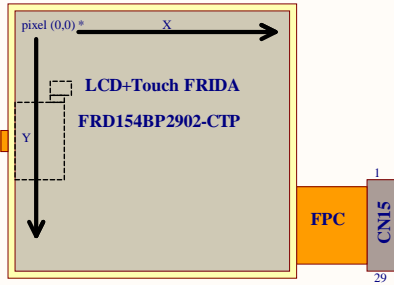 pixel (0,0) *
X
LCD+Touch FRIDA
FRD154BP2902-CTP
Y
1
FPC
CN15
29